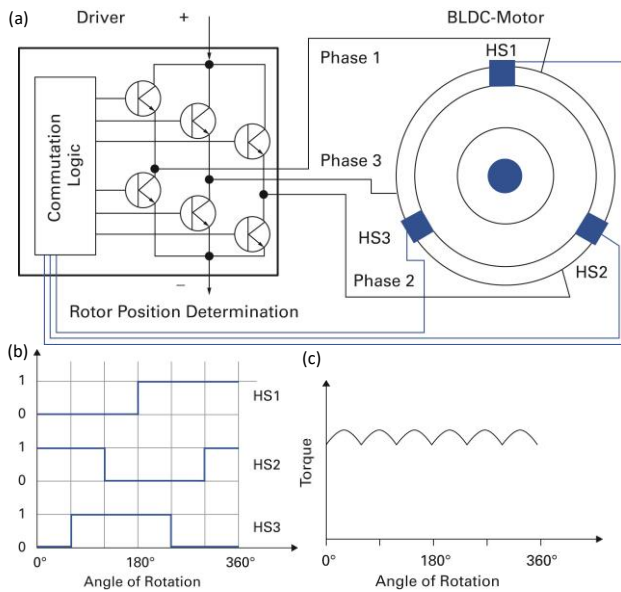 (a)
Driver
+
BLDC-Motor
HS1
Phase 1
Commutation
Logic
Phase 3
HS3
HS2
–
Phase 2
Rotor Position Determination
(b)
1
0
HS1
1
0
HS2
1
0
HS3
0°
180°
360°
Angle of Rotation
(c)
Torque
0°
180°
360°
Angle of Rotation